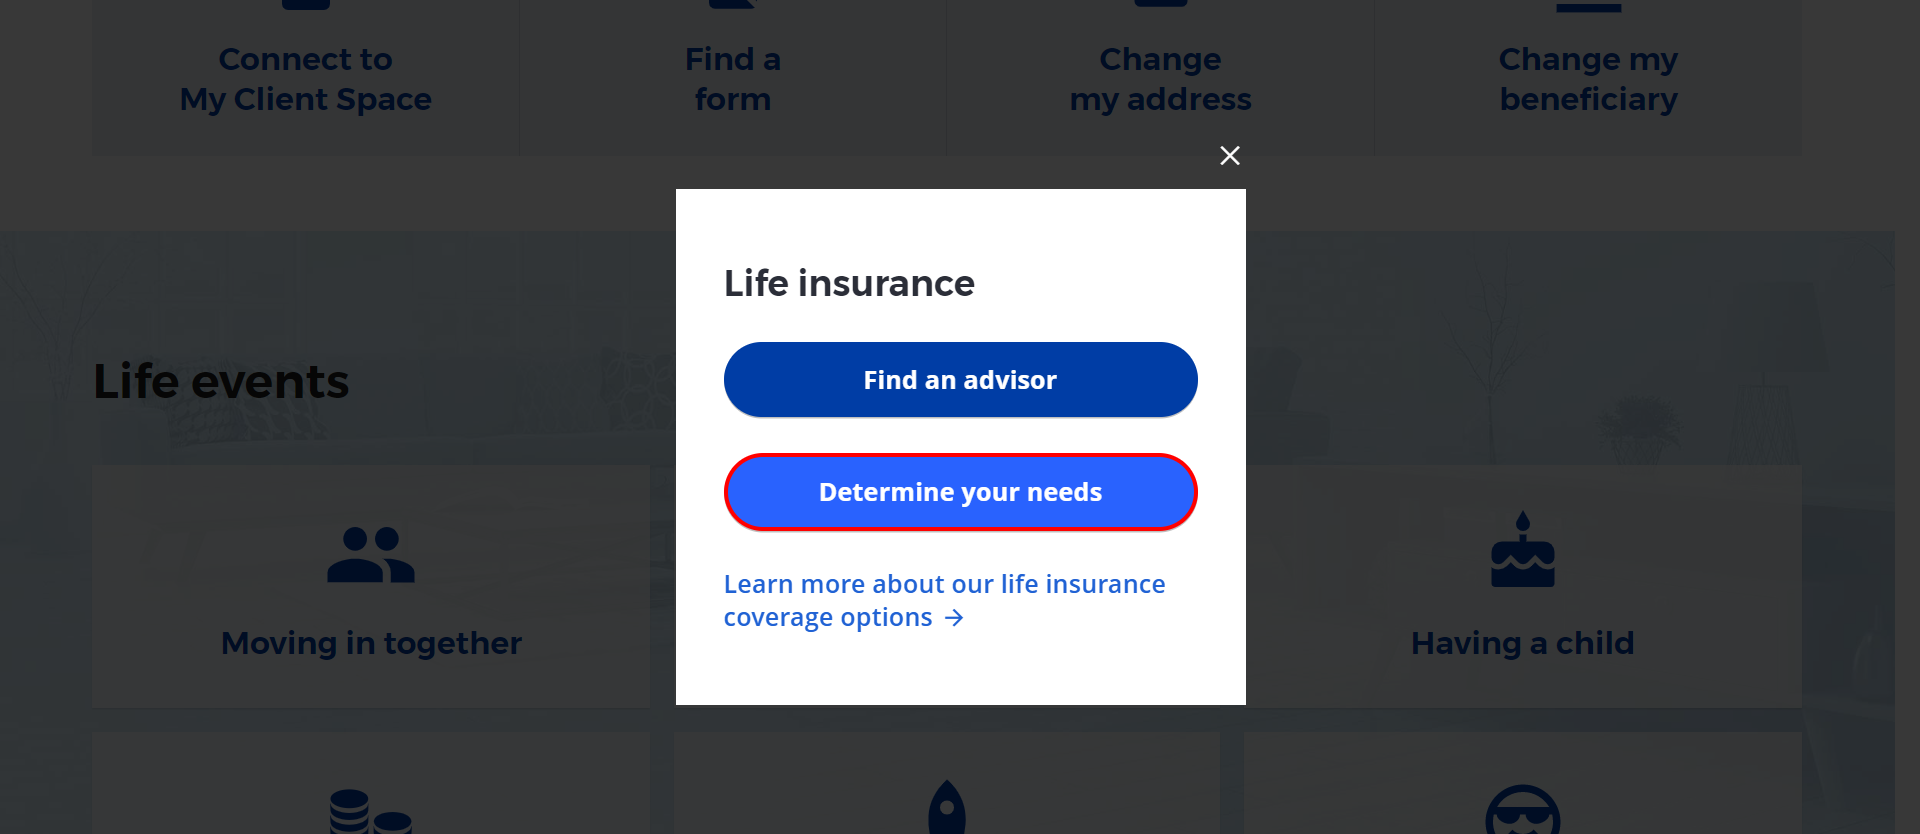 Connect to
My Client Space
Find a
form
Change
my address
Change my
beneficiary
Life insurance
Find an advisor
Determine your needs
Learn more about our life insurance
coverage options →
Life events
Moving in together
Having a child